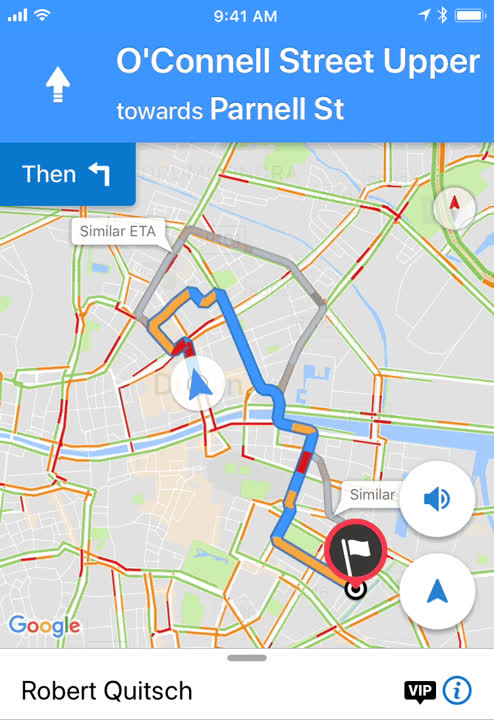 9:41 AM
O'Connell Street Upper
towards Parnell St
Then
Similar ETA
Similar
Google
Robert Quitsch
VIP